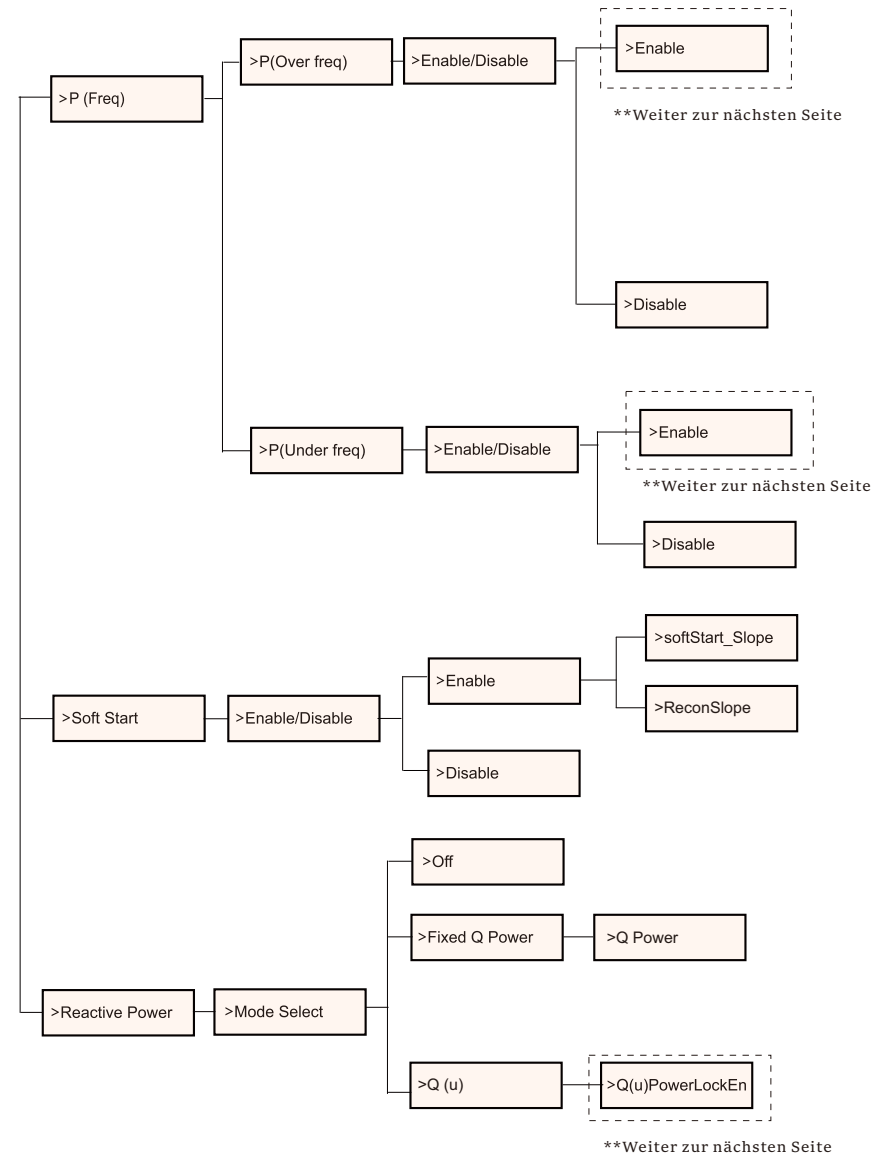 >P (Freq)
>P(Over freq)
>Enable/Disable
>Enable
**Weiter zur nächsten Seite
>Disable
>P(Under freq)
>Enable/Disable
>Enable
**Weiter zur nächsten Seite
>Disable
>Soft Start
>Enable/Disable
>Enable
>softStart_Slope
>ReconSlope
>Disable
>Reactive Power
>Mode Select
>Off
>Fixed Q Power
>Q Power
>Q (u)
>Q(u)PowerLockEn
**Weiter zur nächsten Seite